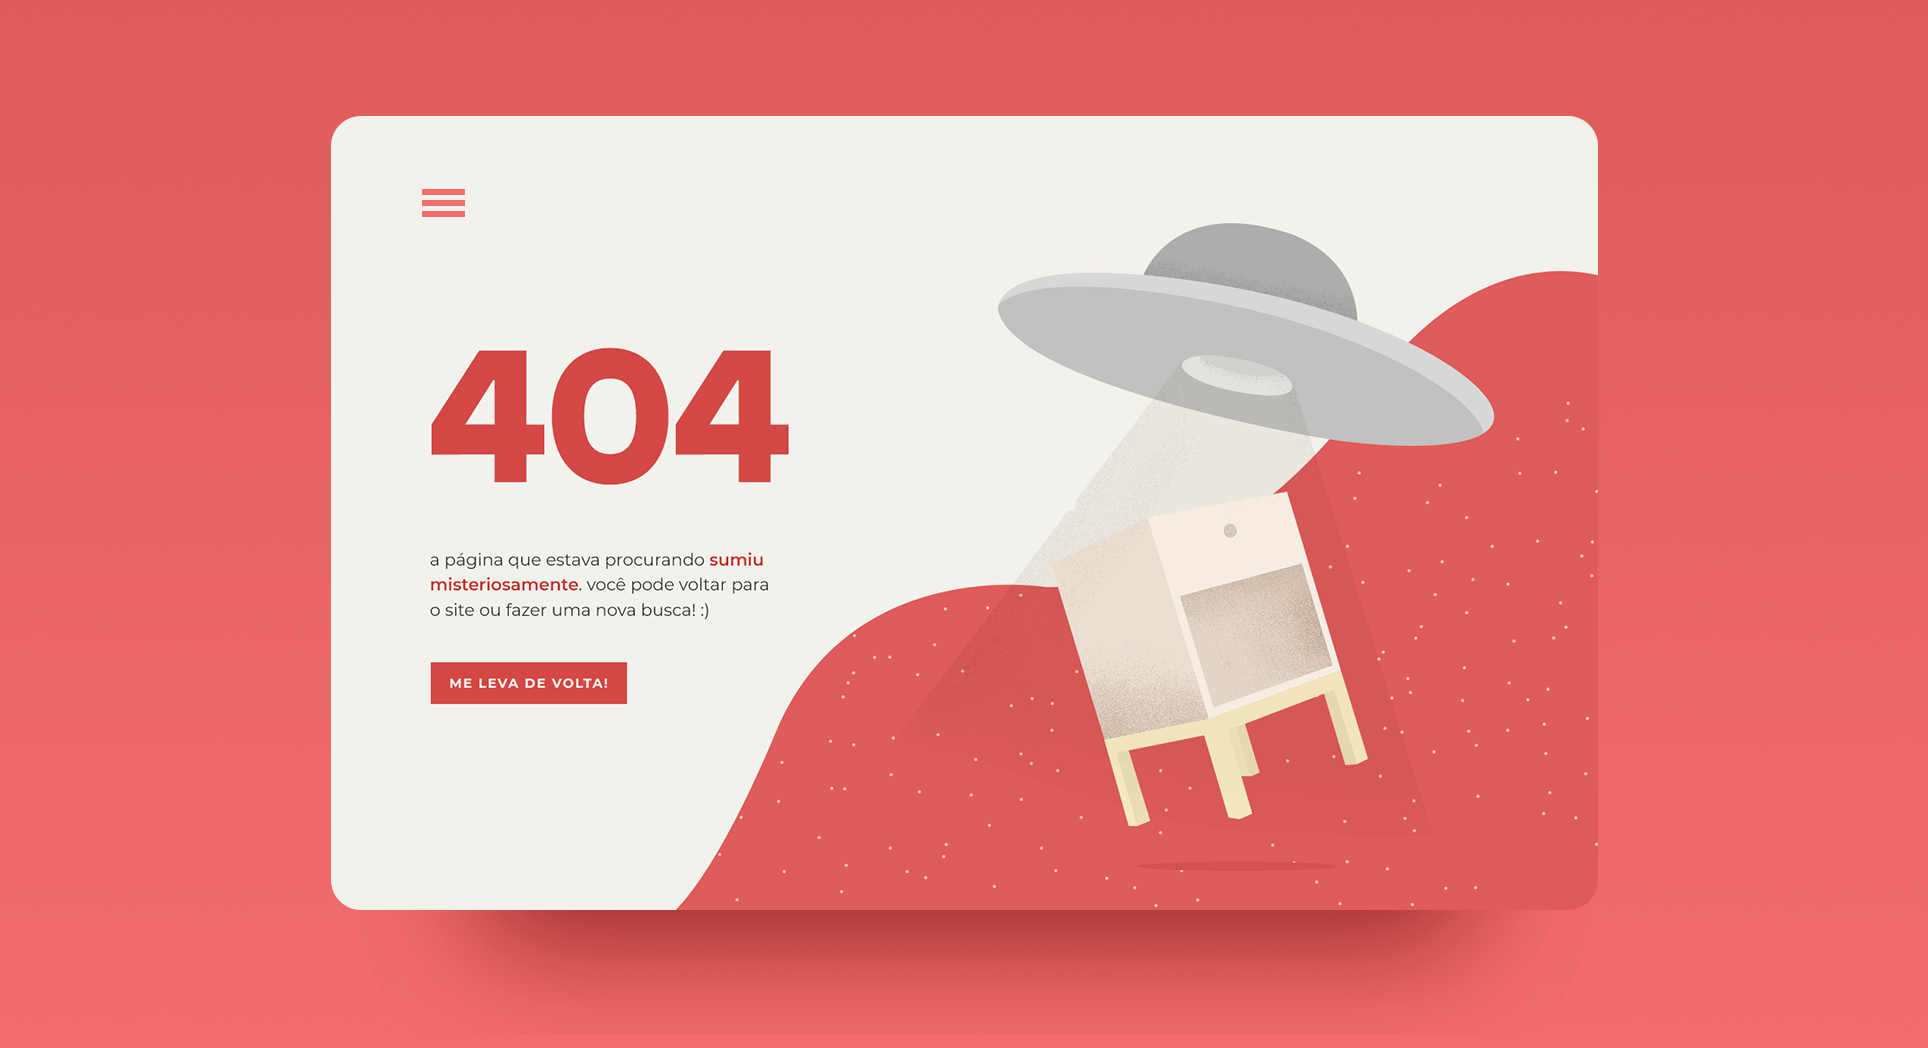 404
a página que estava procurando sumiu
misteriosamente. você pode voltar para
o site ou fazer uma nova busca! :)
ME LEVA DE VOLTA!